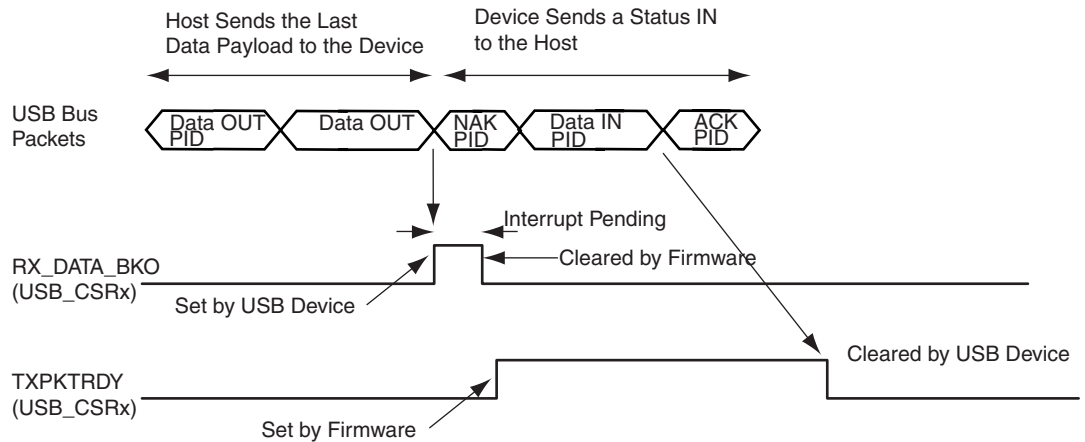 Host Sends the Last
Data Payload to the Device
Device Sends a Status IN
to the Host
USB Bus
Packets
Data OUT
PID
Data OUT
NAK
PID
Data IN
PID
ACK
PID
Interrupt Pending
RX_DATA_BKO
(USB_CSRx)
Cleared by Firmware
Set by USB Device
Cleared by USB Device
TXPKTRDY
(USB_CSRx)
Set by Firmware